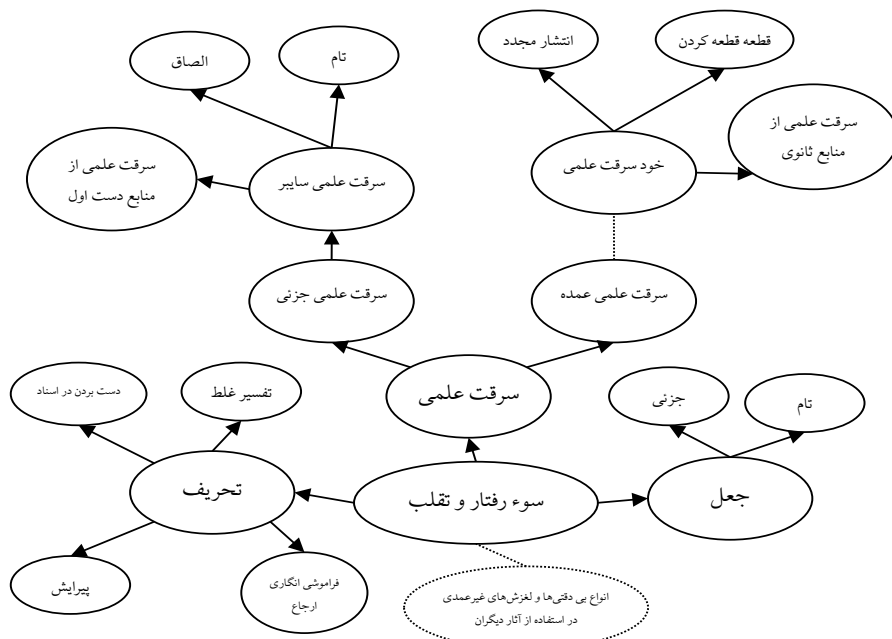 قطعه قطعه کردن
انتشار مجدد
تام
الصاق
سرقت علمی از
منابع ثانوی
خود سرقت علمی
سرقت علمی سایبر
سرقت علمی از
منابع دست اول
سرقت علمی عمده
سرقت علمی جزئی
سرقت علمی
تام
جزئی
تفسیر غلط
دست بردن در اسناد
جعل
سوء رفتار و تقلب
تحریف
فراموشی انگاری
ارجاع
پیرایش
انواع بی دقتی‌ها و لغزش‌های غیرعمدی
در استفاده از آثار دیگران